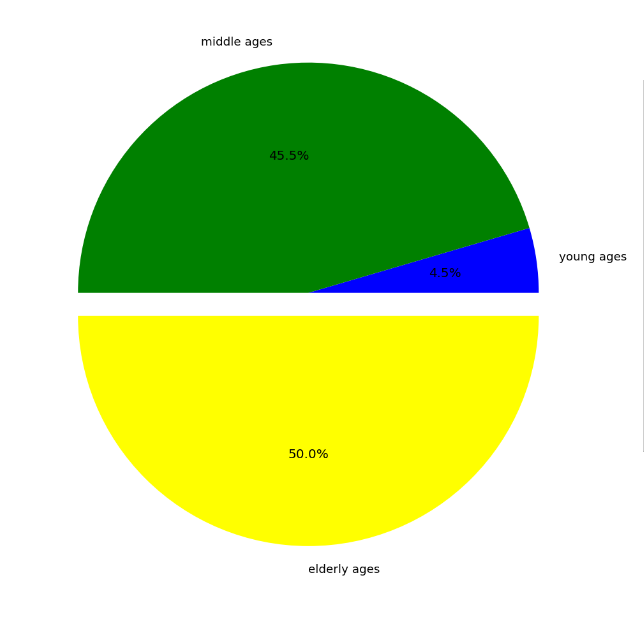 middle ages
45.5%
young ages
4.5%
50.0%
elderly ages